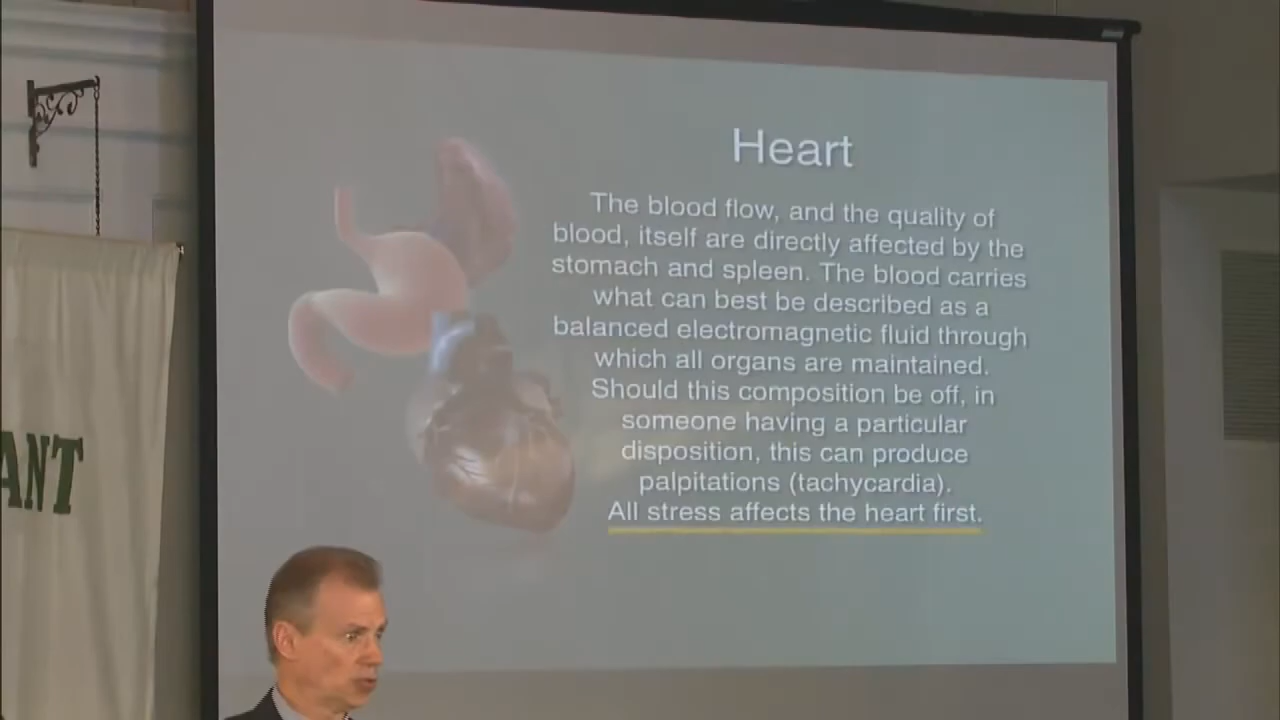 Heart
The blood flow, and the quality of
blood, itself are directly affected by the
stomach and spleen. The blood carries
what can best be described as a
balanced electromagnetic fluid through
which all organs are maintained.
Should this composition be off, in
someone having a particular
disposition, this can produce
palpitations (tachycardia).
All stress affects the heart first.
ANT